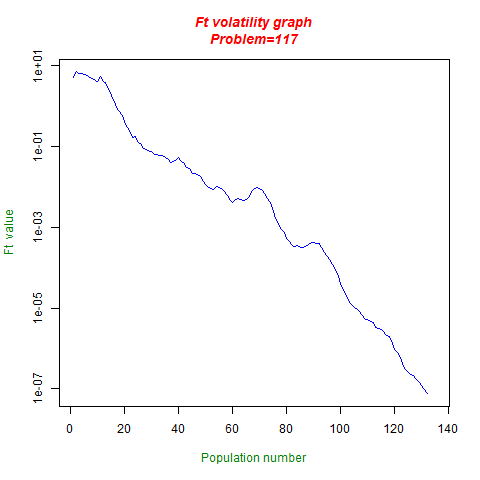 Ft volatility graph
Problem=117
1e+01
1e-01
1e-03
1e-05
1e-07
Ft value
0 20 40 60 80 100 120 140
Population number